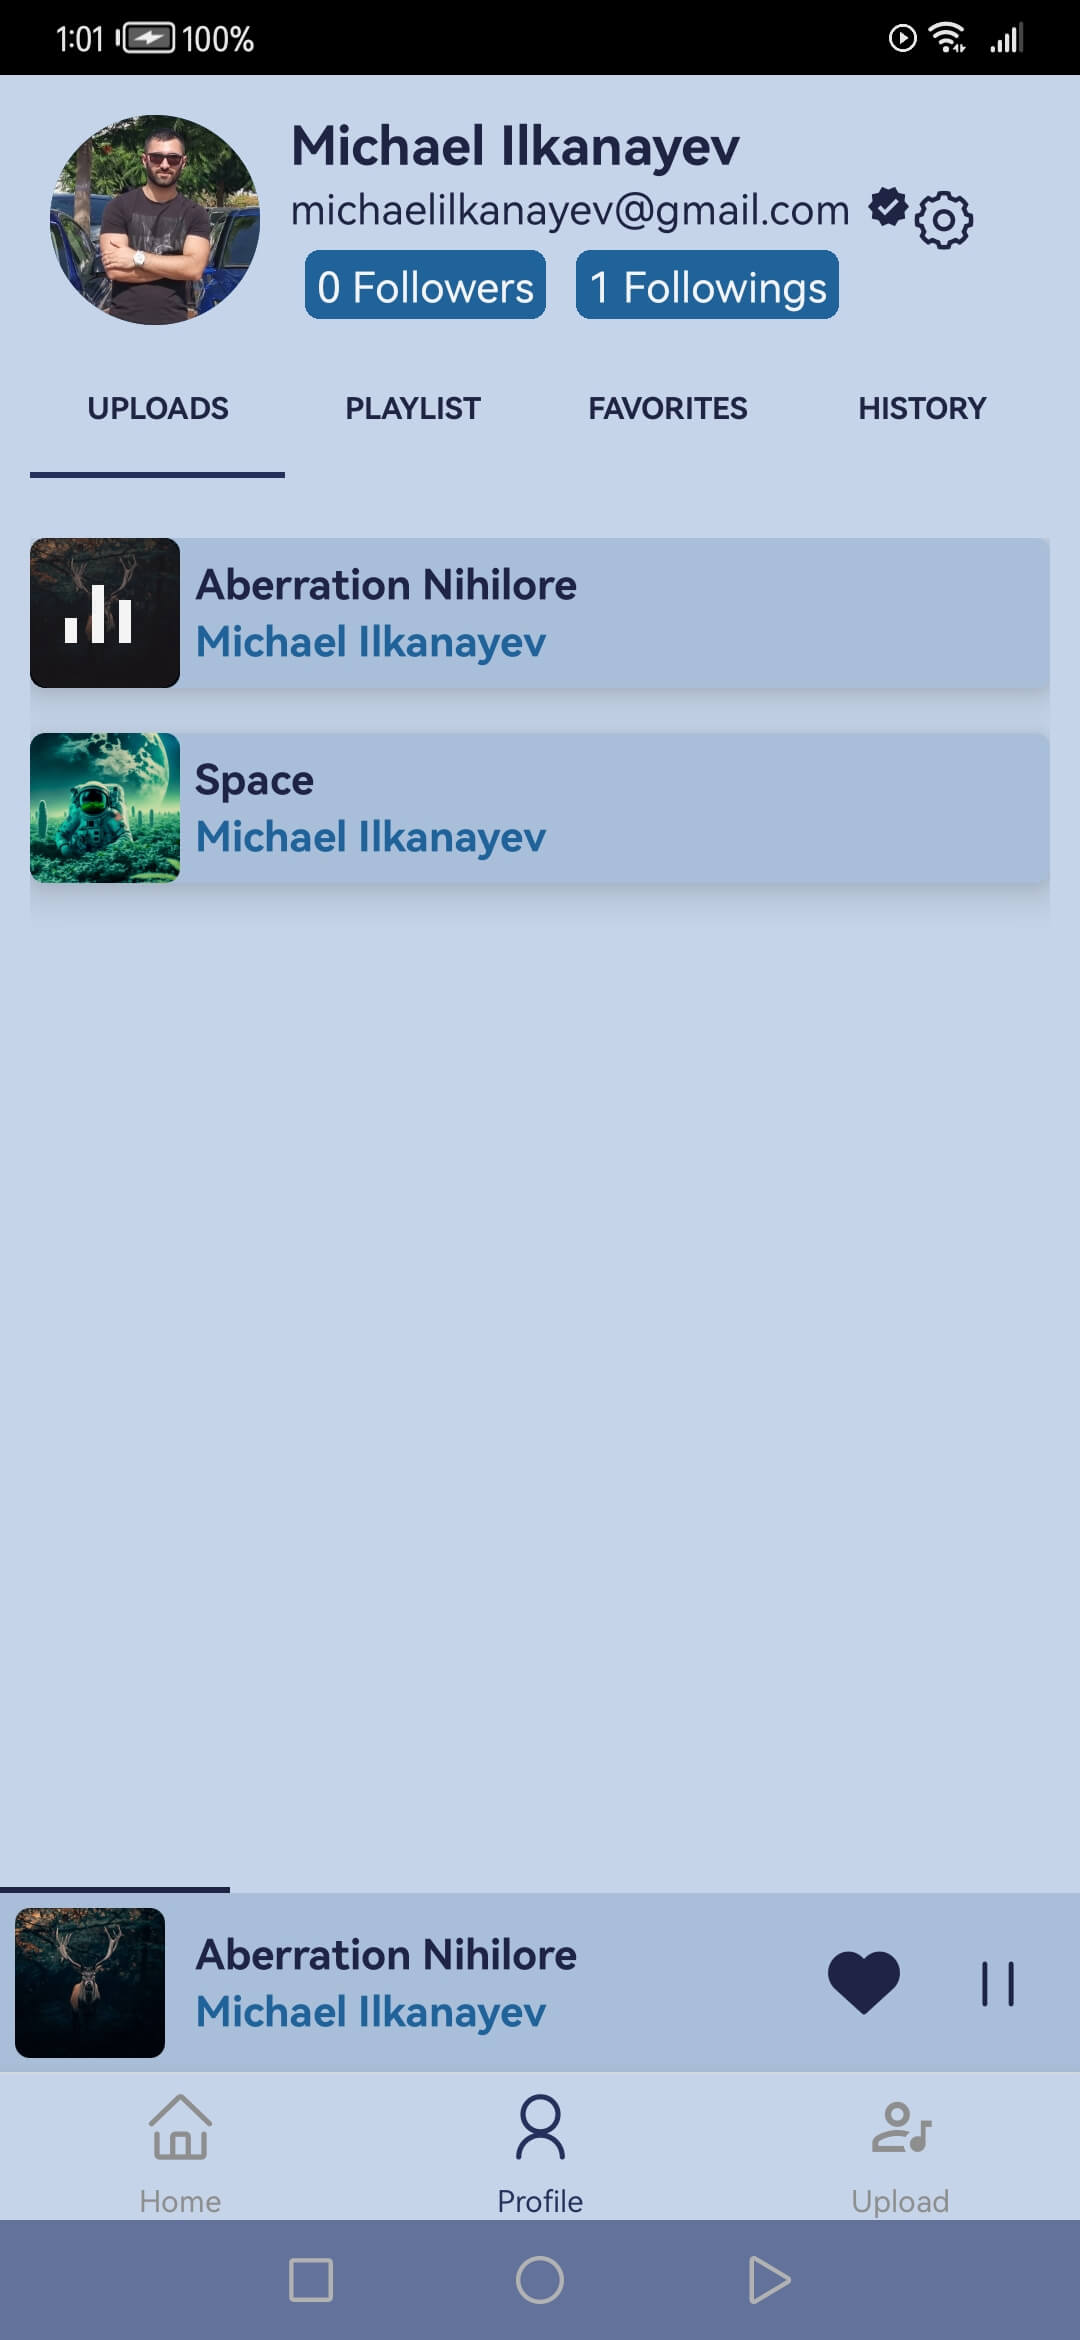 1:01 100%
Michael Ilkanayev
michaelilkanayev@gmail.com
0 Followers 1 Followings
UPLOADS PLAYLIST FAVORITES HISTORY
Aberration Nihilore
Michael Ilkanayev
Space
Michael Ilkanayev
Aberration Nihilore
Michael Ilkanayev
Home Profile Upload